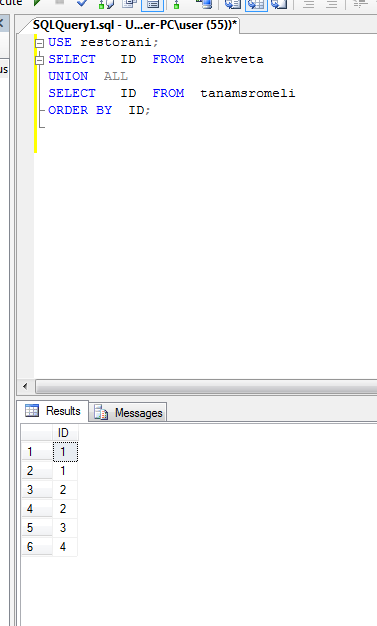 cute
SQLQuery1.sql - U...er-PC\user (55))*
us
USE restorani;
SELECT ID FROM shekveta
UNION ALL
SELECT ID FROM tanamsromeli
ORDER BY ID;
Results Messages
ID
1 1
2 1
3 2
4 2
5 3
6 4